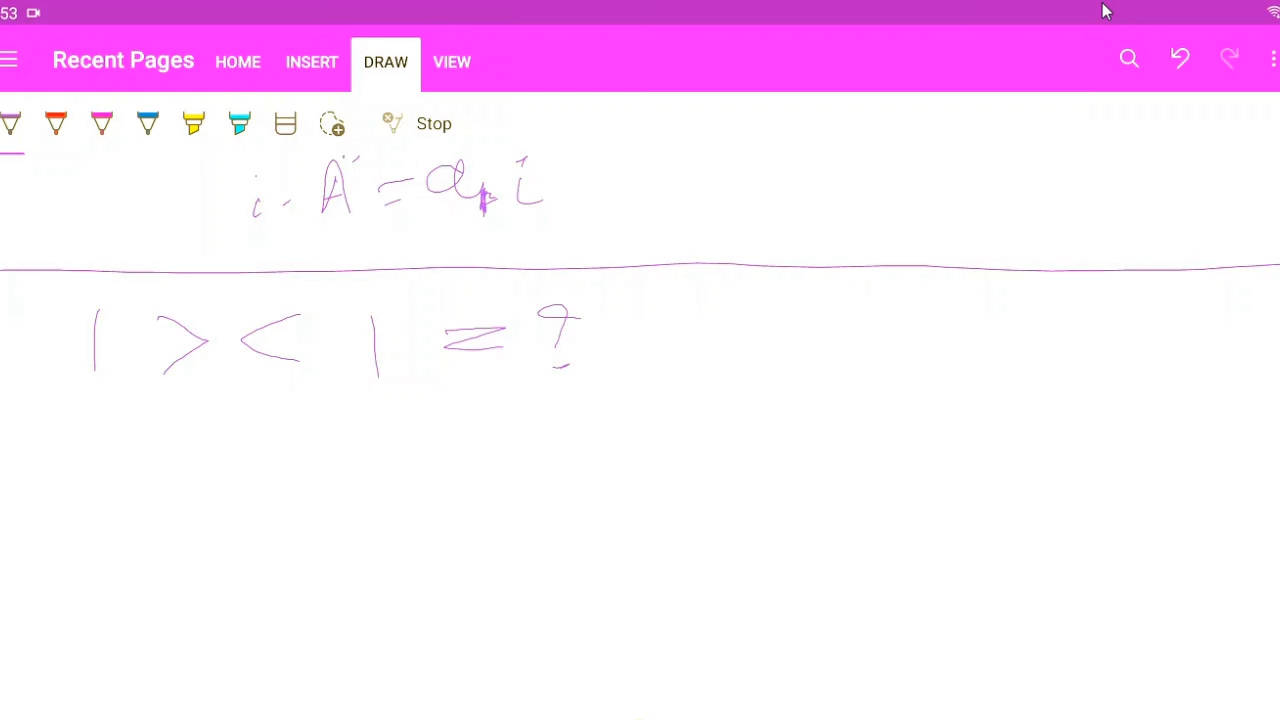 53
Recent Pages HOME INSERT DRAW VIEW
Stop
| > < | = ?